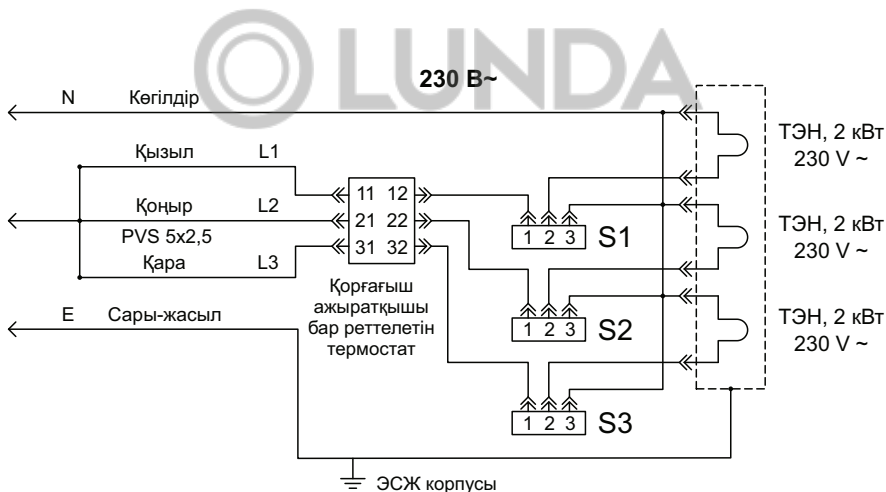 LUNDA
230 В~
N Көгілдір
ТЭН, 2 кВт
230 V ~
Қызыл L1
11 12
Қоңыр L2
21 22
1 2 3 S1
ТЭН, 2 кВт
230 V ~
PVS 5x2,5
31 32
Қара L3
Қорғағыш
ажыратқышы
бар реттелетін
термостат
E Сары-жасыл
1 2 3 S2
ТЭН, 2 кВт
230 V ~
1 2 3 S3
ЭСЖ корпусы